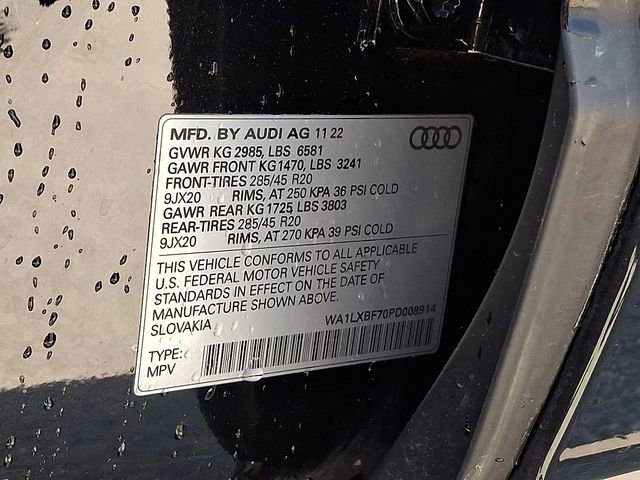 MFD. BY AUDI AG 11 22
GVWR KG 2985, LBS 6581
GAWR FRONT KG1470, LBS 3241
FRONT-TIRES 285/45 R20
9JX20 RIMS, AT 250 KPA 36 PSI COLD
GAWR REAR KG 1725, LBS 3803
REAR-TIRES 285/45 R20
9JX20 RIMS, AT 270 KPA 39 PSI COLD
THIS VEHICLE CONFORMS TO ALL APPLICABLE
U.S. FEDERAL MOTOR VEHICLE SAFETY
STANDARDS IN EFFECT ON THE DATE OF
MANUFACTURE SHOWN ABOVE.
SLOVAKIA
WA1LXBF70PD008914
TYPE:
MPV